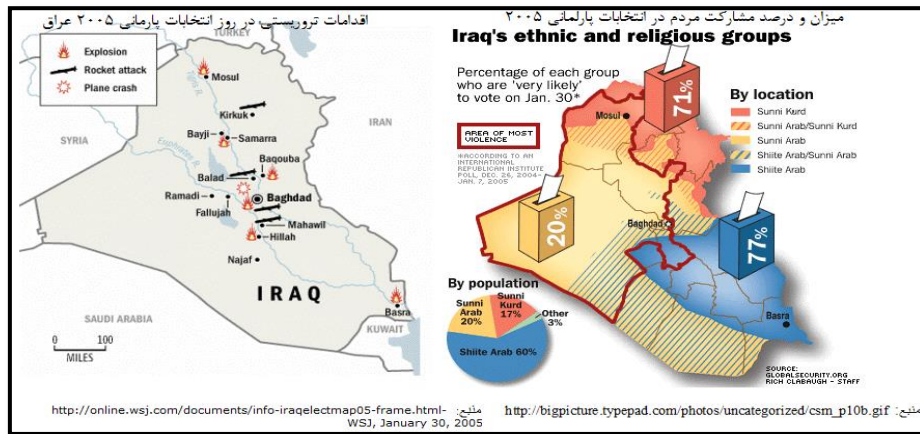 اقدامات تروریستی در روز انتخابات پارمانی ۲۰۰۵ عراق
TURKEY
Explosion
Rocket attack
Plane crash
Mosul
Tigris R.
Kirkuk
IRAN
SYRIA
Bayji
Samarra
Euphrates R.
Baqouba
Balad
Ramadi
Baghdad
Fallujah
Mahawil
Hillah
Najaf
IRAQ
SAUDI ARABIA
Basra
KUWAIT
0 100
MILES
منبع: http://online.wsj.com/documents/info-iraqelectmap05-frame.html-
WSJ, January 30, 2005
میزان و درصد مشارکت مردم در انتخابات پارلمانی ۲۰۰۵
Iraq's ethnic and religious groups
Percentage of each group
who are 'very likely'
to vote on Jan. 30*
71%
By location
Sunni Kurd
Sunni Arab/Sunni Kurd
Sunni Arab
Shiite Arab/Sunni Arab
Shiite Arab
Mosul
AREA OF MOST
VIOLENCE
*ACCORDING TO AN
INTERNATIONAL
REPUBLICAN INSTITUTE
POLL DEC. 26, 2004-
JAN. 7, 2005
20%
Baghdad
77%
By population
Sunni
Arab
20%
Sunni
Kurd
17%
Other
3%
Shiite Arab 60%
Basra
SOURCE:
GLOBALSECURITY.ORG
RICH CLABAUGH - STAFF
منبع: http://bigpicture.typepad.com/photos/uncategorized/csm_p10b.gif